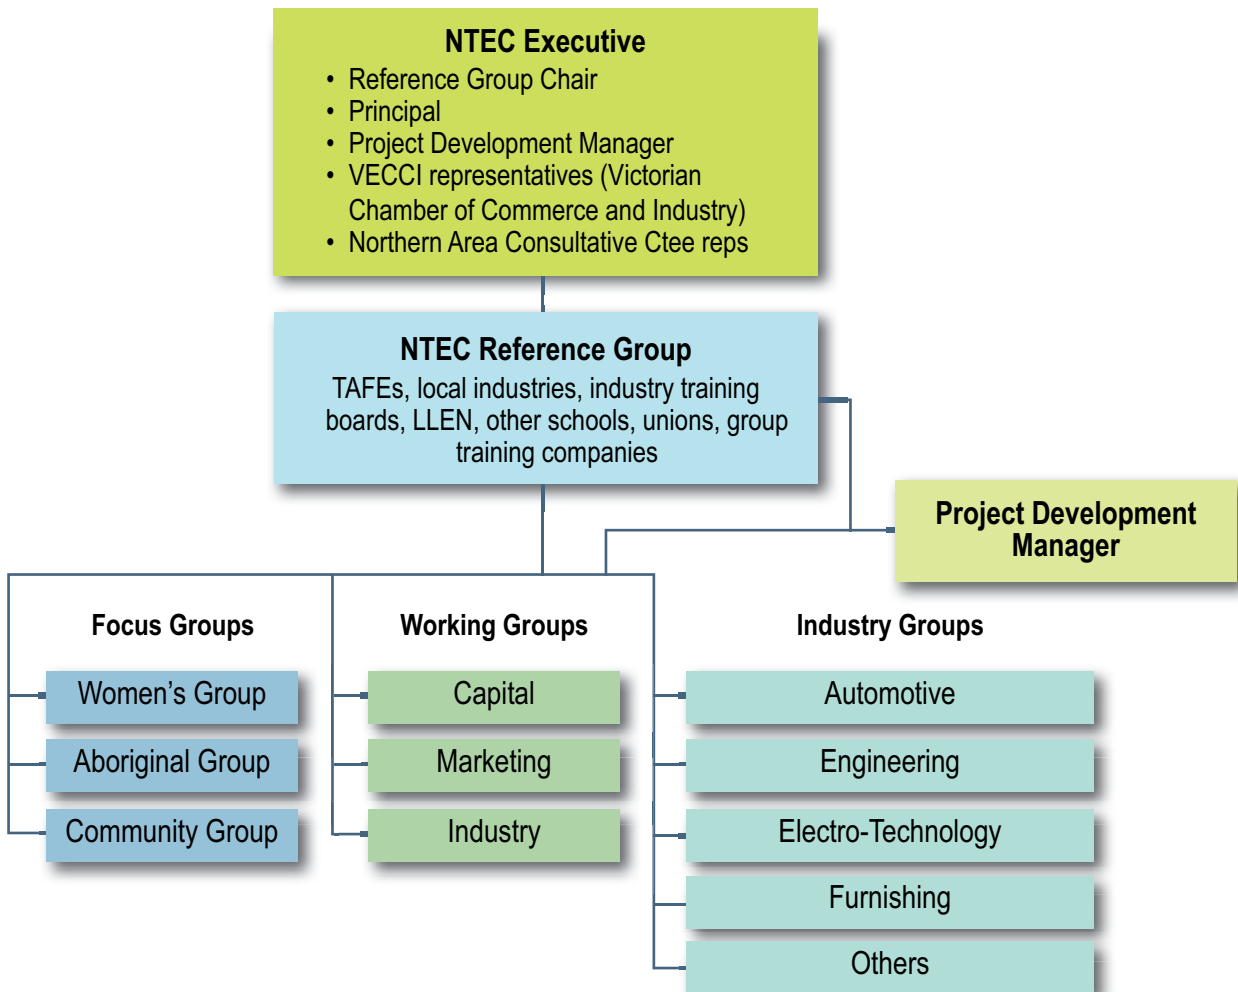 NTEC Executive
• Reference Group Chair
• Principal
• Project Development Manager
• VECCI representatives (Victorian
Chamber of Commerce and Industry)
• Northern Area Consultative Ctee reps
NTEC Reference Group
TAFEs, local industries, industry training
boards, LLEN, other schools, unions, group
training companies
Project Development
Manager
Focus Groups
Women’s Group
Aboriginal Group
Community Group
Working Groups
Capital
Marketing
Industry
Industry Groups
Automotive
Engineering
Electro-Technology
Furnishing
Others